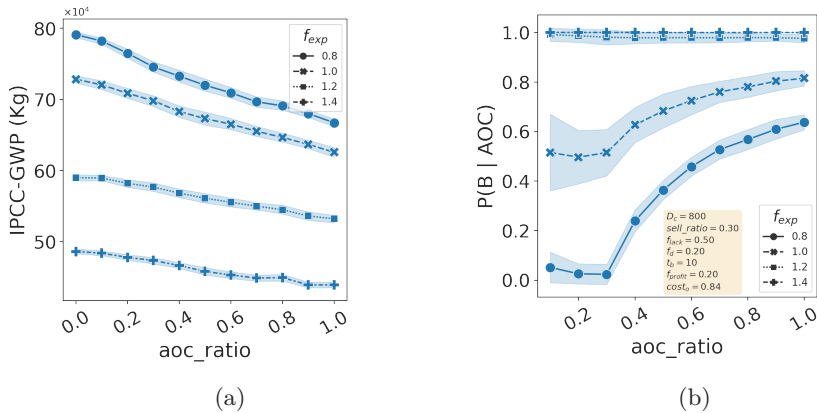 ×10⁴
80
70
60
50
IPCC-GWP (Kg)
f_exp
0.8
1.0
1.2
1.4
0.0
0.2
0.4
0.6
0.8
1.0
aoc_ratio
(a)
1.0
0.8
0.6
0.4
0.2
0.0
P(B | AOC)
D_c = 800
sell_ratio = 0.30
f_lack = 0.50
f_d = 0.20
t_b = 10
f_profit = 0.20
cost_o = 0.84
f_exp
0.8
1.0
1.2
1.4
0.2
0.4
0.6
0.8
1.0
aoc_ratio
(b)